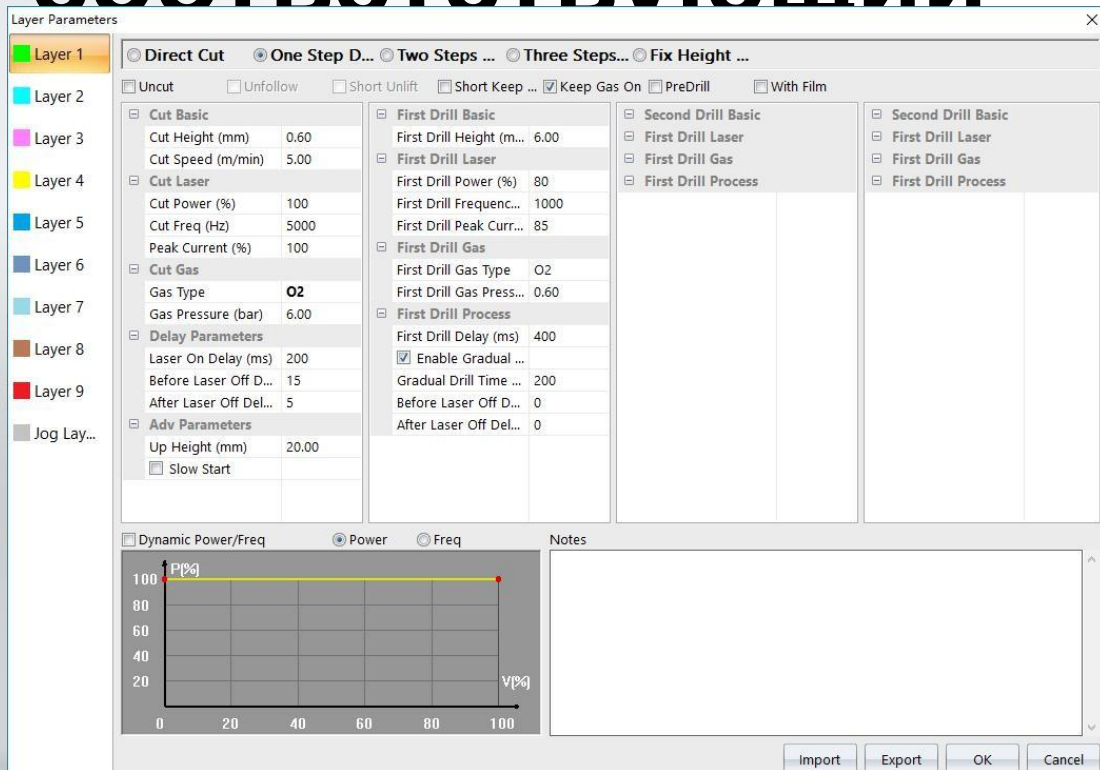 соответствующий
Layer Parameters
Layer 1
Layer 2
Layer 3
Layer 4
Layer 5
Layer 6
Layer 7
Layer 8
Layer 9
Jog Lay...
Direct Cut One Step D... Two Steps ... Three Steps... Fix Height ...
Uncut Unfollow Short Unlift Short Keep ... Keep Gas On PreDrill With Film
Cut Basic
Cut Height (mm) 0.60
Cut Speed (m/min) 5.00
Cut Laser
Cut Power (%) 100
Cut Freq (Hz) 5000
Peak Current (%) 100
Cut Gas
Gas Type O2
Gas Pressure (bar) 6.00
Delay Parameters
Laser On Delay (ms) 200
Before Laser Off D... 15
After Laser Off Del... 5
Adv Parameters
Up Height (mm) 20.00
Slow Start
First Drill Basic
First Drill Height (m... 6.00
First Drill Laser
First Drill Power (%) 80
First Drill Frequenc... 1000
First Drill Peak Curr... 85
First Drill Gas
First Drill Gas Type O2
First Drill Gas Press... 0.60
First Drill Process
First Drill Delay (ms) 400
Enable Gradual ...
Gradual Drill Time ... 200
Before Laser Off D... 0
After Laser Off Del... 0
Second Drill Basic
First Drill Laser
First Drill Gas
First Drill Process
Second Drill Basic
First Drill Laser
First Drill Gas
First Drill Process
Dynamic Power/Freq Power Freq
P(%)
100
80
60
40
20
V(%)
0 20 40 60 80 100
Notes
Import Export OK Cancel